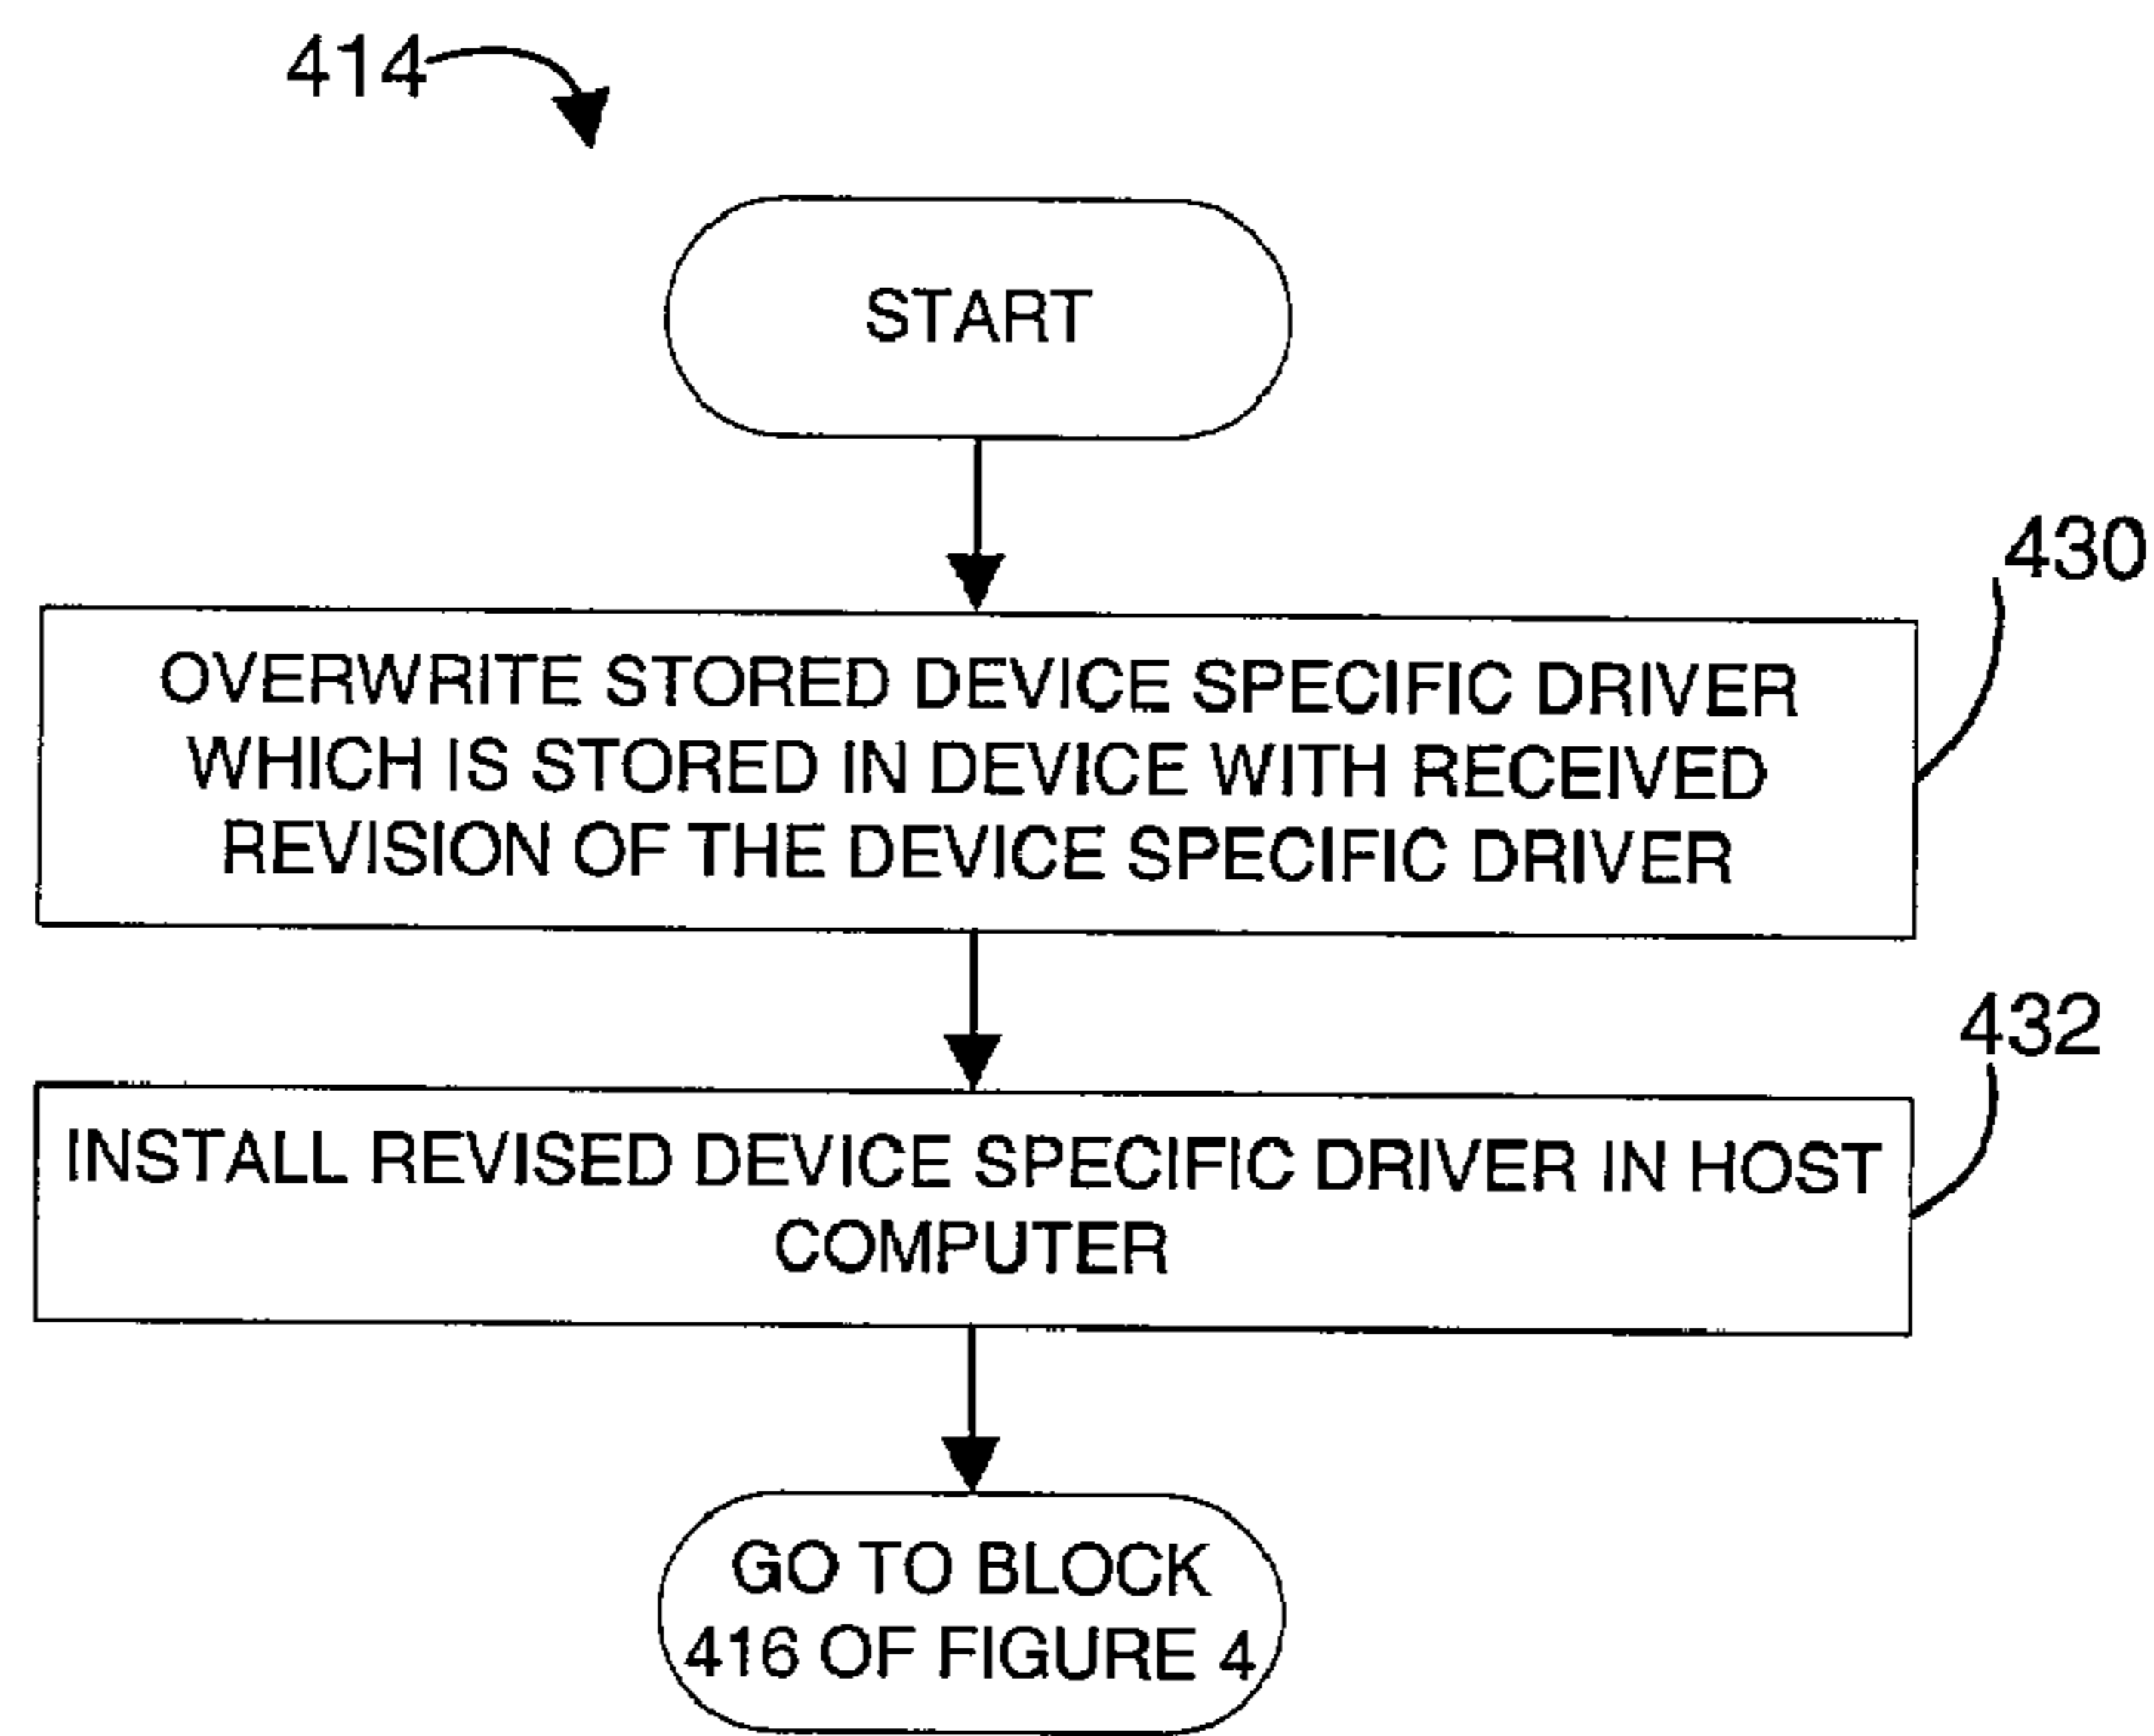 414
START
430
OVERWRITE STORED DEVICE SPECIFIC DRIVER
WHICH IS STORED IN DEVICE WITH RECEIVED
REVISION OF THE DEVICE SPECIFIC DRIVER
432
INSTALL REVISED DEVICE SPECIFIC DRIVER IN HOST
COMPUTER
GO TO BLOCK
416 OF FIGURE 4